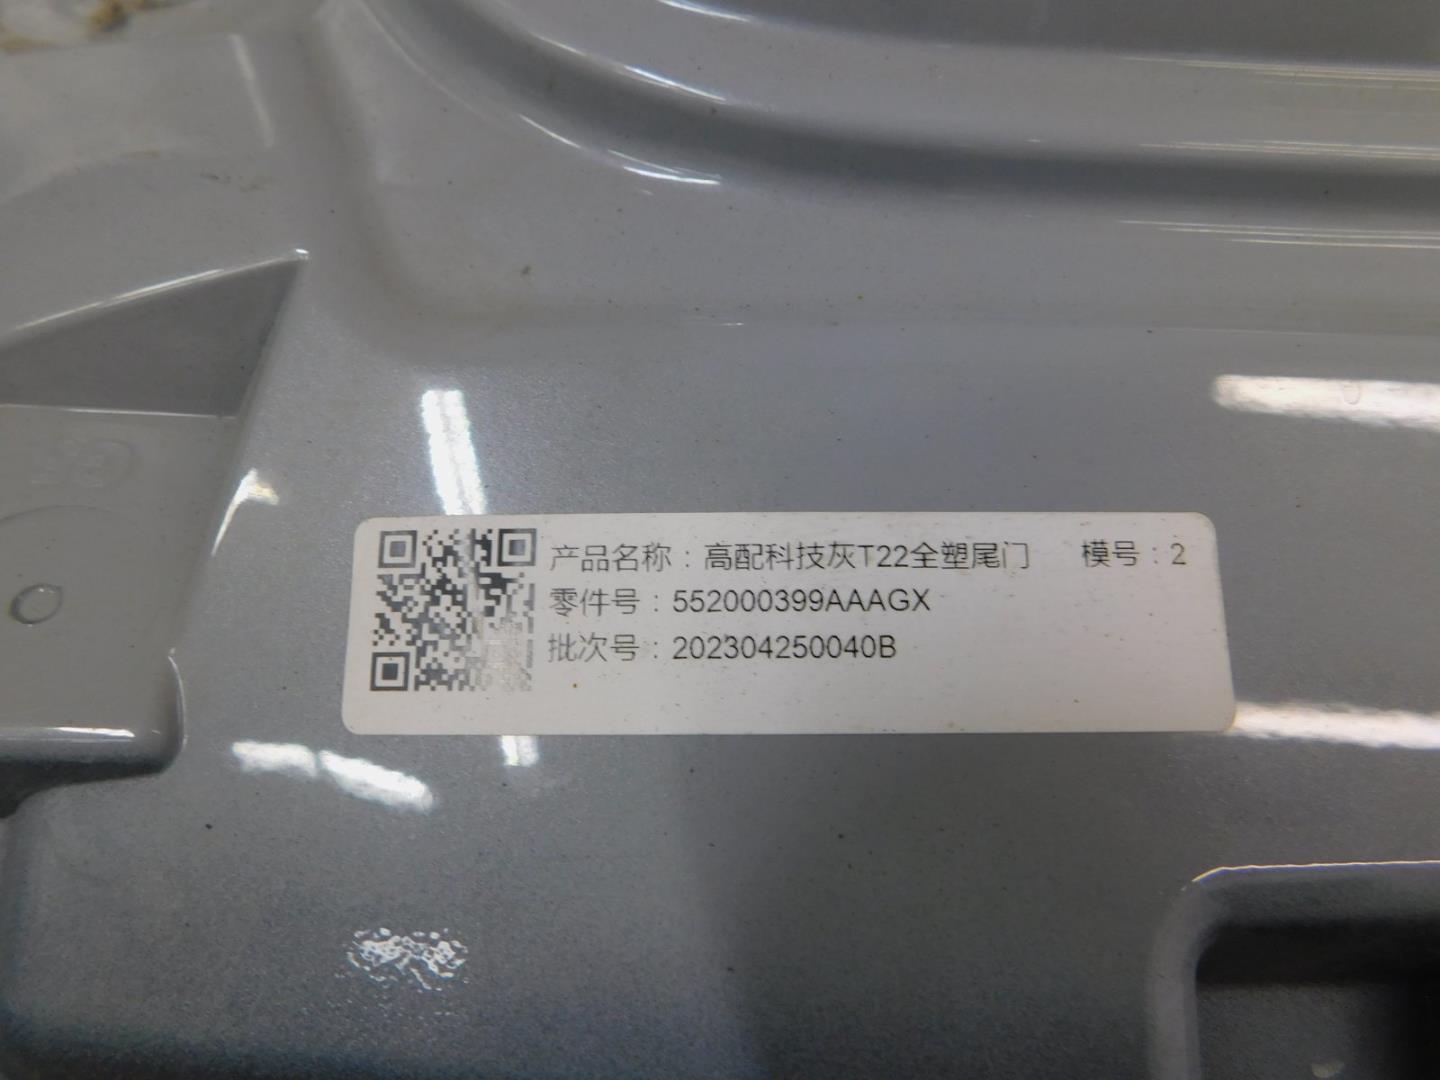 产品名称：高配科技灰T22全塑尾门 模号：2
零件号：552000399AAAGX
批次号：202304250040B